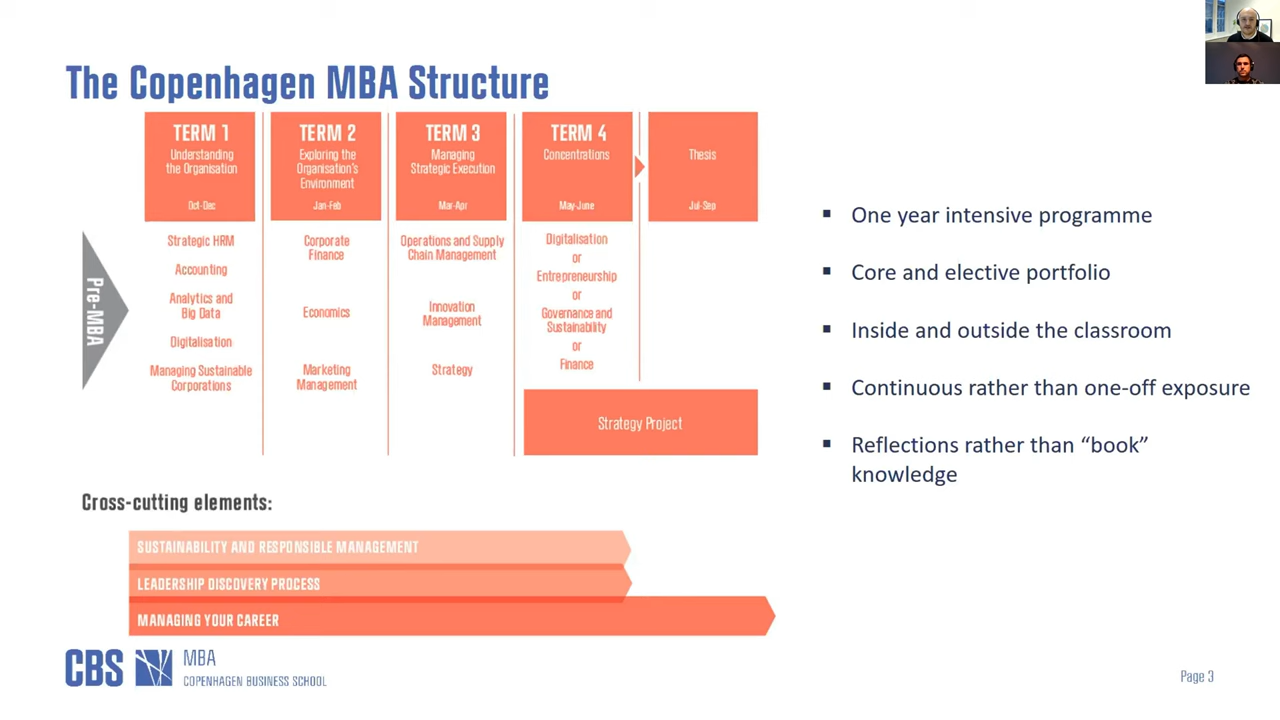 The Copenhagen MBA Structure
TERM 1
Understanding
the Organisation
Oct-Dec
TERM 2
Exploring the
Organisation's
Environment
Jan-Feb
TERM 3
Managing
Strategic Execution
Mar-Apr
TERM 4
Concentrations
May-June
Thesis
Jul-Sep
Pre-MBA
Strategic HRM
Accounting
Analytics and
Big Data
Digitalisation
Managing Sustainable
Corporations
Corporate
Finance
Economics
Marketing
Management
Operations and Supply
Chain Management
Innovation
Management
Strategy
Digitalisation
or
Entrepreneurship
or
Governance and
Sustainability
or
Finance
Strategy Project
▪ One year intensive programme
▪ Core and elective portfolio
▪ Inside and outside the classroom
▪ Continuous rather than one-off exposure
▪ Reflections rather than “book”
knowledge
Cross-cutting elements:
SUSTAINABILITY AND RESPONSIBLE MANAGEMENT
LEADERSHIP DISCOVERY PROCESS
MANAGING YOUR CAREER
CBS
MBA
COPENHAGEN BUSINESS SCHOOL
Page 3